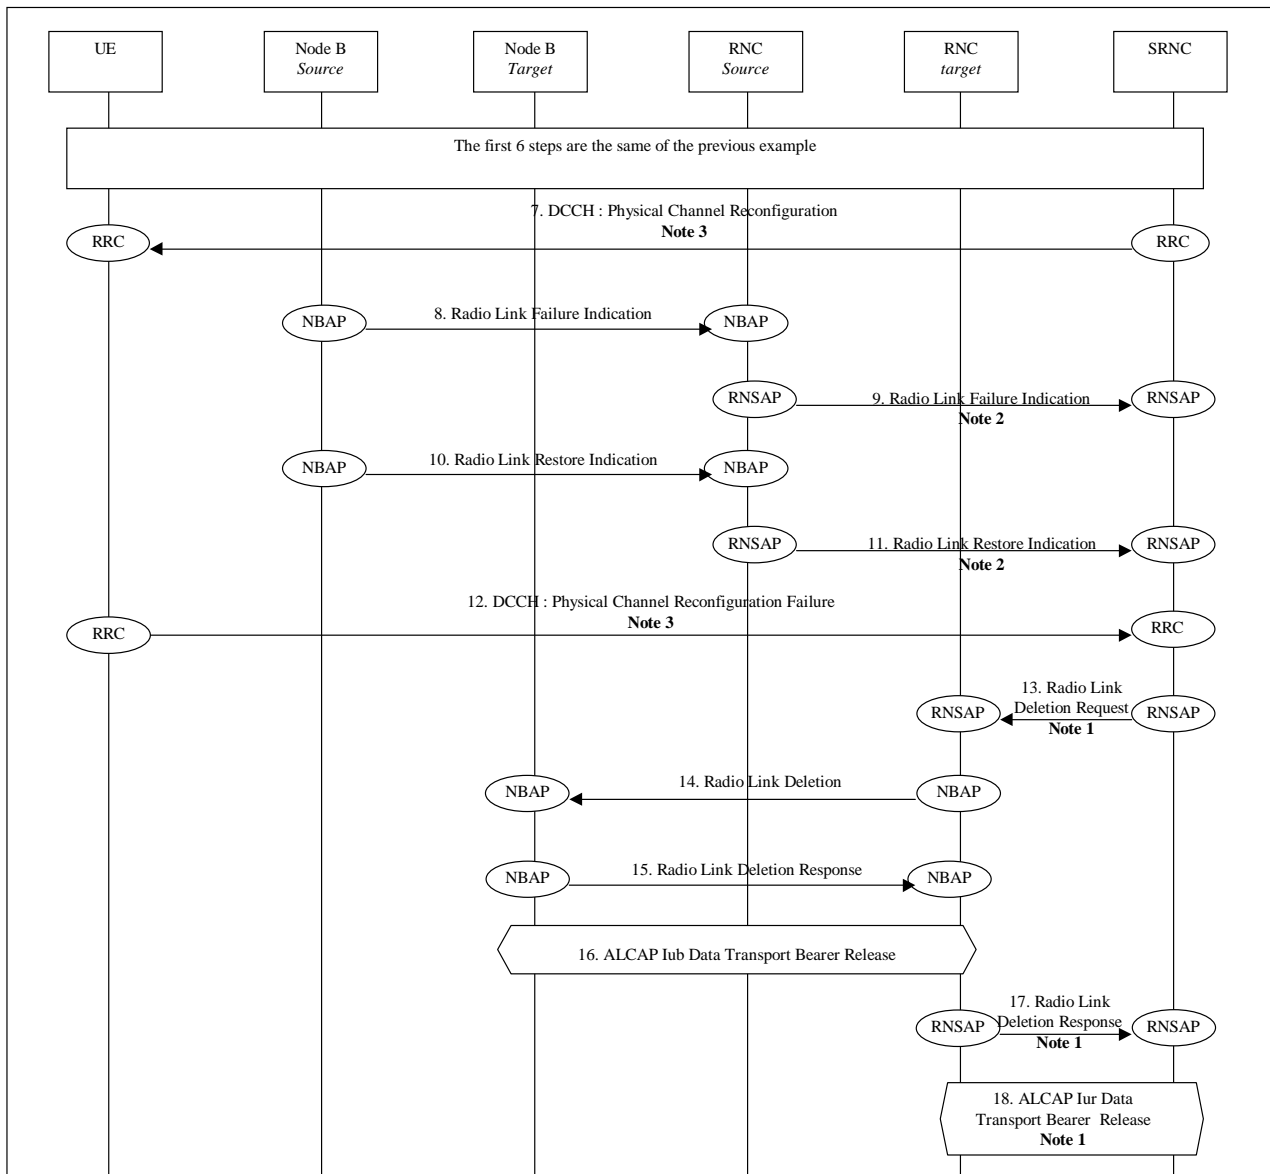 UE
Node B
Source
Node B
Target
RNC
Source
RNC
target
SRNC
The first 6 steps are the same of the previous example
7. DCCH : Physical Channel Reconfiguration
Note 3
RRC
RRC
NBAP
8. Radio Link Failure Indication
NBAP
RNSAP
9. Radio Link Failure Indication
Note 2
RNSAP
NBAP
10. Radio Link Restore Indication
NBAP
RNSAP
11. Radio Link Restore Indication
Note 2
RNSAP
12. DCCH : Physical Channel Reconfiguration Failure
Note 3
RRC
RRC
13. Radio Link
Deletion Request
Note 1
RNSAP
RNSAP
NBAP
14. Radio Link Deletion
NBAP
NBAP
15. Radio Link Deletion Response
NBAP
16. ALCAP Iub Data Transport Bearer Release
17. Radio Link
Deletion Response
Note 1
RNSAP
RNSAP
18. ALCAP Iur Data
Transport Bearer Release
Note 1